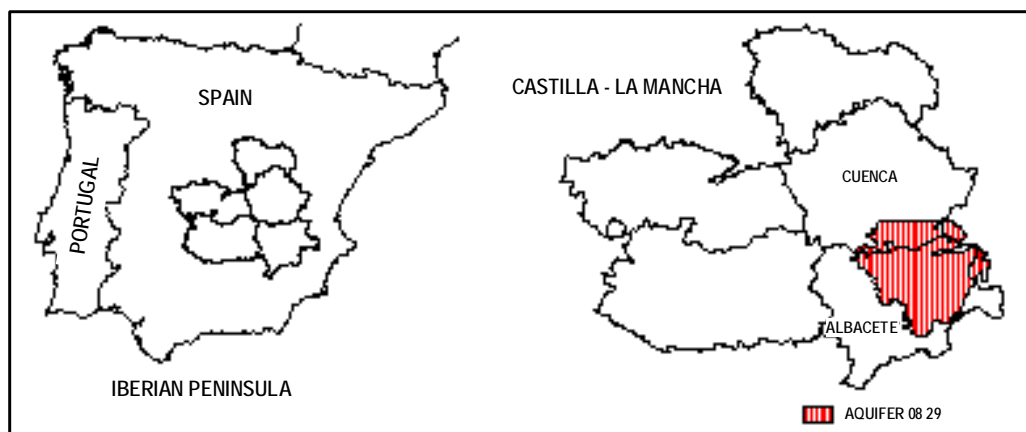 SPAIN
PORTUGAL
IBERIAN PENINSULA
CASTILLA - LA MANCHA
CUENCA
ALBACETE
AQUIFER 08 29